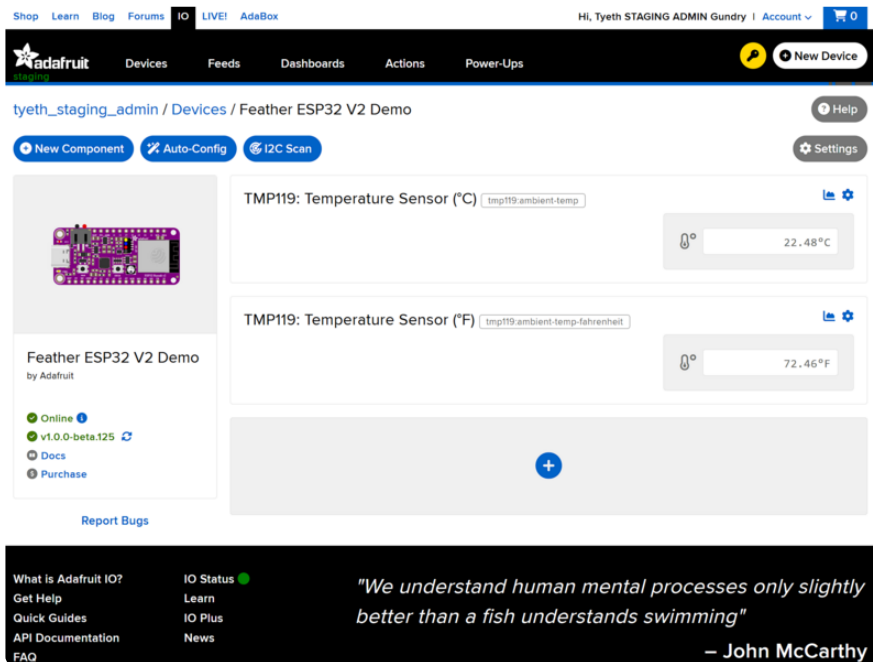 Shop Learn Blog Forums IO LIVE! AdaBox Hi, Tyeth STAGING ADMIN Gundry | Account 0
adafruit Devices Feeds Dashboards Actions Power-Ups New Device
staging
tyeth_staging_admin / Devices / Feather ESP32 V2 Demo Help
New Component Auto-Config I2C Scan Settings
TMP119: Temperature Sensor (°C) tmp119:ambient-temp
22.48°C
TMP119: Temperature Sensor (°F) tmp119:ambient-temp-fahrenheit
72.46°F
Feather ESP32 V2 Demo
by Adafruit
Online
v1.0.0-beta.125
Docs
Purchase
Report Bugs
What is Adafruit IO?
Get Help
Quick Guides
API Documentation
FAQ
IO Status
Learn
IO Plus
News
"We understand human mental processes only slightly
better than a fish understands swimming"
– John McCarthy